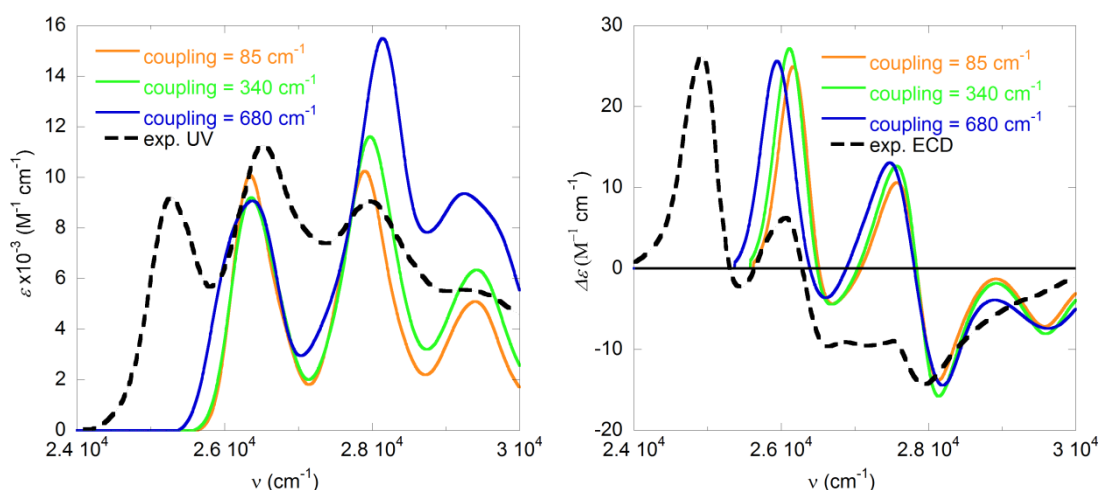 16
14
12
10
8
6
4
2
0
ε x10⁻³ (M⁻¹ cm⁻¹)
coupling = 85 cm⁻¹
coupling = 340 cm⁻¹
coupling = 680 cm⁻¹
exp. UV
2.4 10⁴
2.6 10⁴
2.8 10⁴
3 10⁴
ν (cm⁻¹)
30
20
10
0
-10
-20
Δε (M⁻¹ cm⁻¹)
coupling = 85 cm⁻¹
coupling = 340 cm⁻¹
coupling = 680 cm⁻¹
exp. ECD
2.4 10⁴
2.6 10⁴
2.8 10⁴
3 10⁴
ν (cm⁻¹)